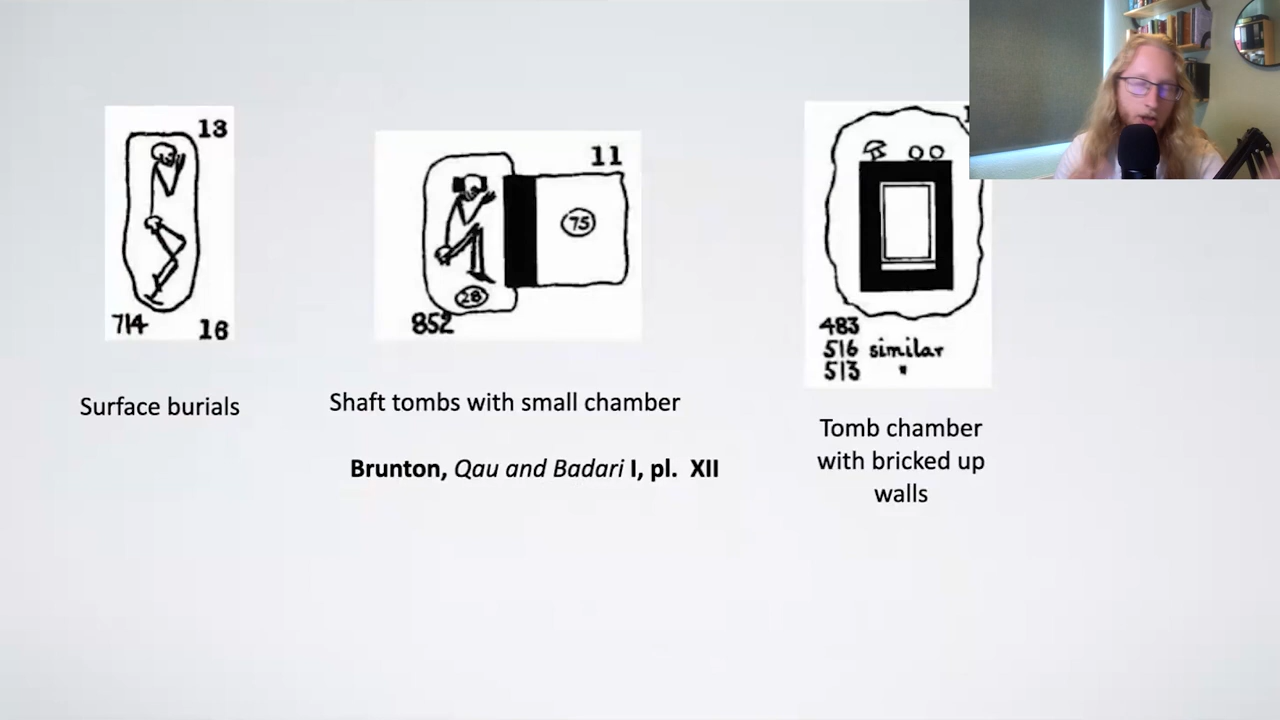 13
714 16
Surface burials
11
75
28
852
Shaft tombs with small chamber
Brunton, Qau and Badari I, pl. XII
483
516 similar
513 "
Tomb chamber
with bricked up
walls